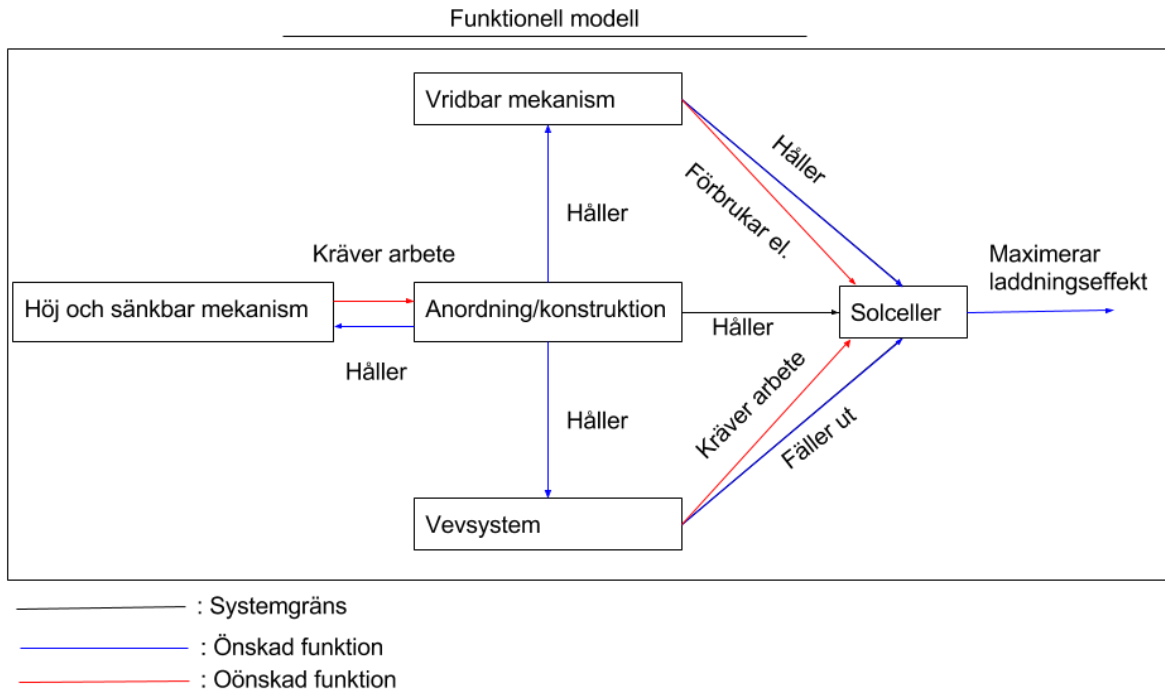 Funktionell modell
Vridbar mekanism
Håller
Förbrukar el.
Håller
Kräver arbete
Maximerar
laddningseffekt
Höj och sänkbar mekanism
Anordning/konstruktion
Solceller
Håller
Håller
Håller
Kräver arbete
Fäller ut
Vevsystem
: Systemgräns
: Önskad funktion
: Oönskad funktion